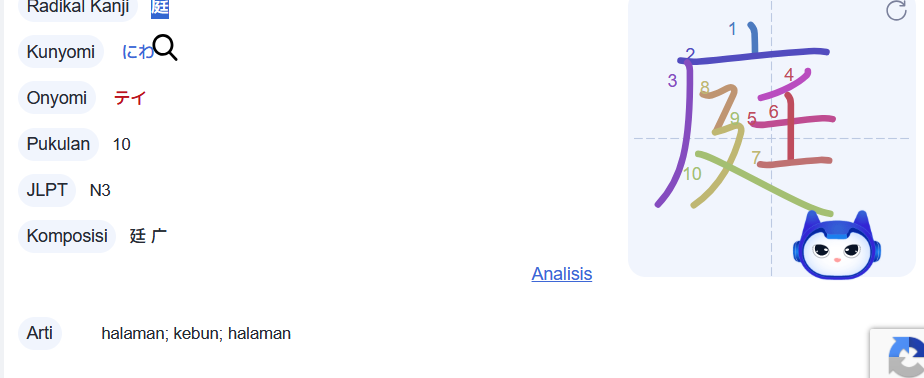 Radikal Kanji 庭
Kunyomi にわ
Onyomi テイ
Pukulan 10
JLPT N3
Komposisi 廷 广
Analisis
Arti halaman; kebun; halaman
1
2
3
4
5
6
7
8
9
10
庭